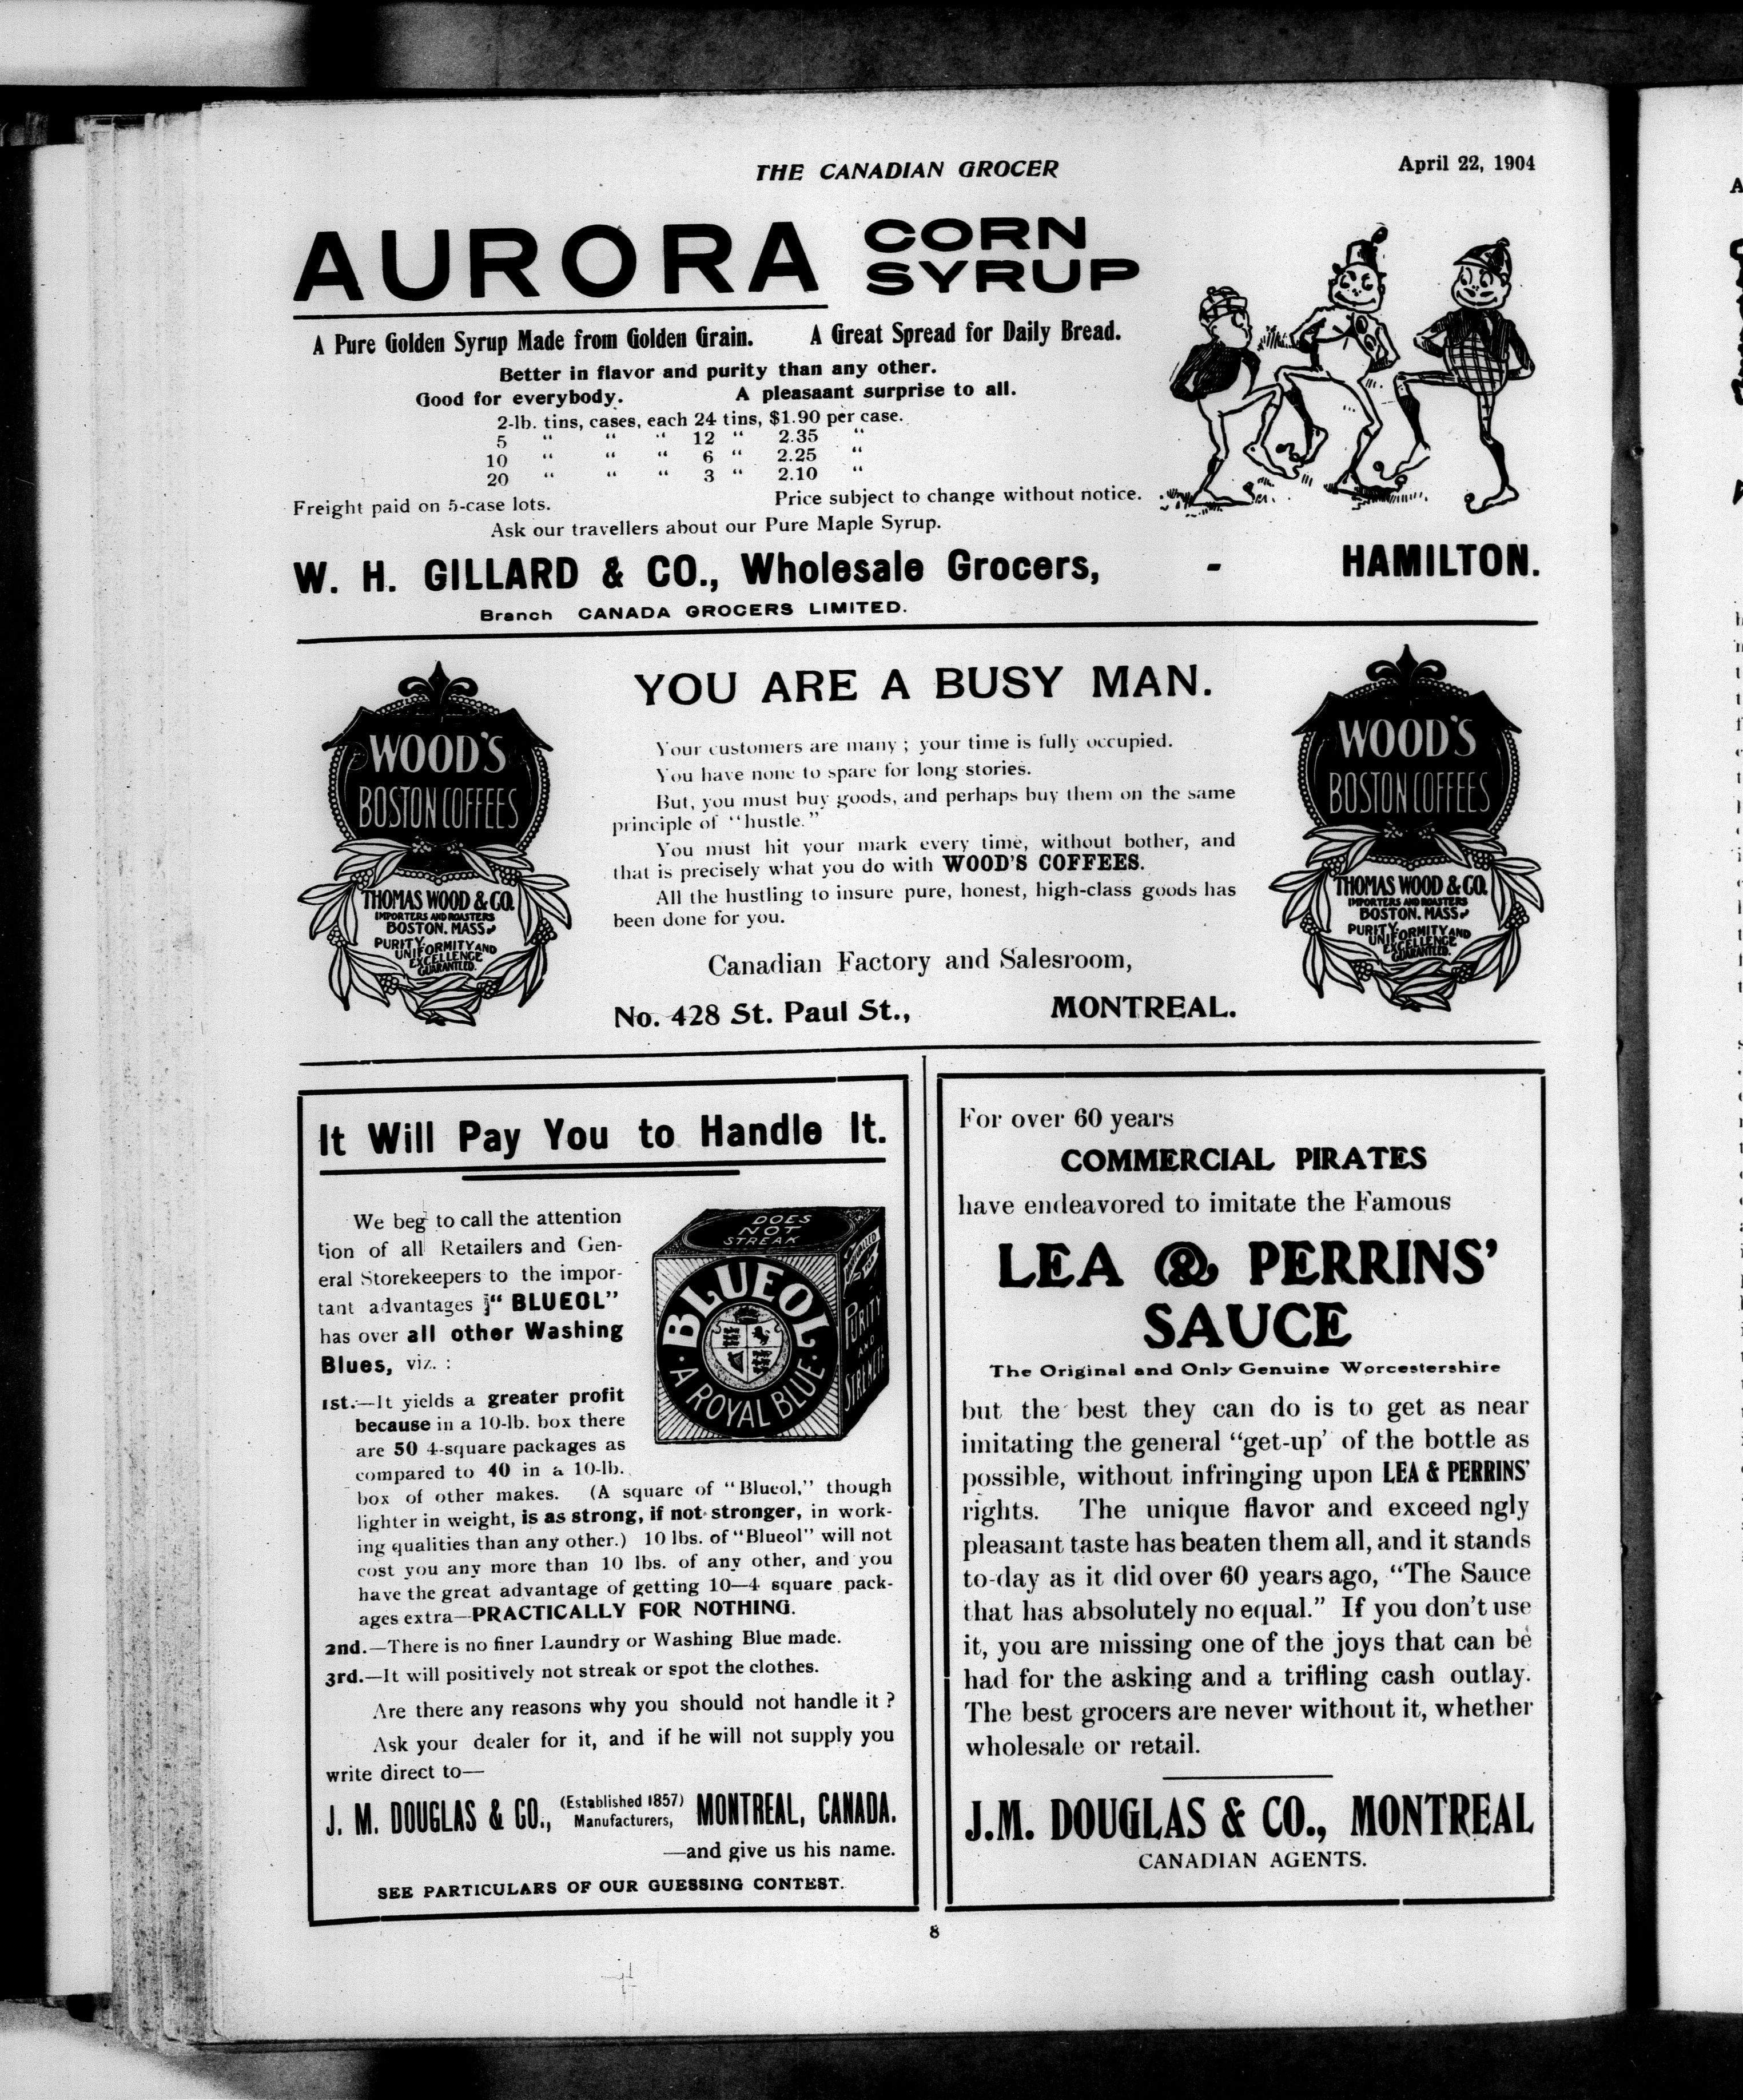 THE CANADIAN GROCER
April 22, 1904
AURORA CORN SYRUP
A Pure Golden Syrup Made from Golden Grain. A Great Spread for Daily Bread.
Better in flavor and purity than any other.
Good for everybody. A pleasaant surprise to all.
2-lb. tins, cases, each 24 tins, $1.90 per case.
5 “ “ “ 12 “ 2.35 “
10 “ “ “ 6 “ 2.25 “
20 “ “ “ 3 “ 2.10 “
Freight paid on 5-case lots. Price subject to change without notice.
Ask our travellers about our Pure Maple Syrup.
W. H. GILLARD & CO., Wholesale Grocers, - HAMILTON.
Branch CANADA GROCERS LIMITED.
WOOD'S
BOSTON COFFEES
THOMAS WOOD & CO.
IMPORTERS AND ROASTERS
BOSTON, MASS
PURITY
UNIFORMITY AND
EXCELLENCE
GUARANTEED.
YOU ARE A BUSY MAN.
Your customers are many ; your time is fully occupied.
You have none to spare for long stories.
But, you must buy goods, and perhaps buy them on the same
principle of “hustle.”
You must hit your mark every time, without bother, and
that is precisely what you do with WOOD'S COFFEES.
All the hustling to insure pure, honest, high-class goods has
been done for you.
Canadian Factory and Salesroom,
No. 428 St. Paul St., MONTREAL.
WOOD'S
BOSTON COFFEES
THOMAS WOOD & CO.
IMPORTERS AND ROASTERS
BOSTON, MASS
PURITY
UNIFORMITY AND
EXCELLENCE
GUARANTEED.
It Will Pay You to Handle It.
We beg to call the attention
tion of all Retailers and Gen-
eral Storekeepers to the impor-
tant advantages “ BLUEOL”
has over all other Washing
Blues, viz. :
DOES
NOT
STREAK
BLUEOL
A ROYAL BLUE
PURITY
AND
STRENGTH
1st.—It yields a greater profit
because in a 10-lb. box there
are 50 4-square packages as
compared to 40 in a 10-lb.
box of other makes. (A square of “Blueol,” though
lighter in weight, is as strong, if not stronger, in work-
ing qualities than any other.) 10 lbs. of “Blueol” will not
cost you any more than 10 lbs. of any other, and you
have the great advantage of getting 10—4 square pack-
ages extra—PRACTICALLY FOR NOTHING.
2nd.—There is no finer Laundry or Washing Blue made.
3rd.—It will positively not streak or spot the clothes.
Are there any reasons why you should not handle it ?
Ask your dealer for it, and if he will not supply you
write direct to—
J. M. DOUGLAS & CO., (Established 1857) Manufacturers, MONTREAL, CANADA.
—and give us his name.
SEE PARTICULARS OF OUR GUESSING CONTEST.
For over 60 years
COMMERCIAL PIRATES
have endeavored to imitate the Famous
LEA & PERRINS’
SAUCE
The Original and Only Genuine Worcestershire
but the best they can do is to get as near
imitating the general “get-up’ of the bottle as
possible, without infringing upon LEA & PERRINS’
rights. The unique flavor and exceed ngly
pleasant taste has beaten them all, and it stands
to-day as it did over 60 years ago, “The Sauce
that has absolutely no equal.” If you don’t use
it, you are missing one of the joys that can be
had for the asking and a trifling cash outlay.
The best grocers are never without it, whether
wholesale or retail.
J.M. DOUGLAS & CO., MONTREAL
CANADIAN AGENTS.
8